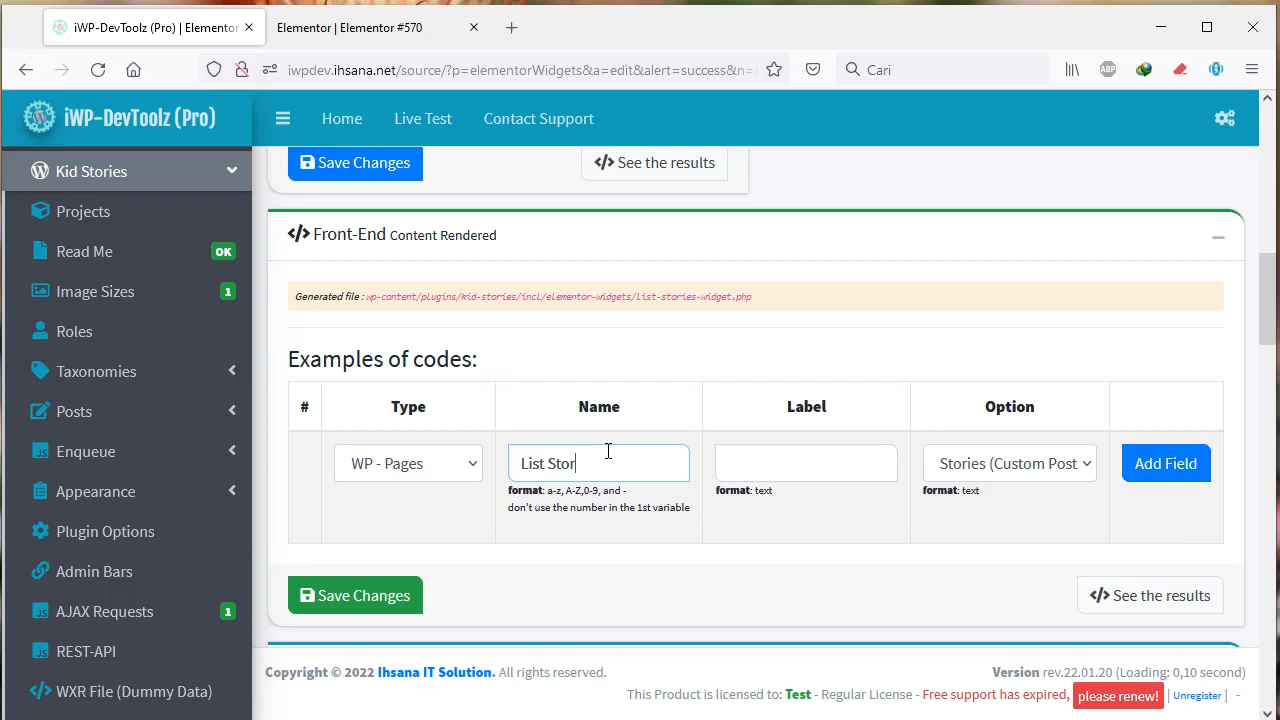 iWP-DevToolz (Pro) | Elementor
Elementor | Elementor #570
iwpdev.ihsana.net/source/?p=elementorWidgets&a=edit&alert=success&n=
Cari
ABP
iWP-DevToolz (Pro)
Home
Live Test
Contact Support
Kid Stories
Projects
Read Me
OK
Image Sizes
1
Roles
Taxonomies
Posts
Enqueue
Appearance
Plugin Options
Admin Bars
AJAX Requests
1
REST-API
WXR File (Dummy Data)
Save Changes
</> See the results
</> Front-End Content Rendered
Generated file : wp-content/plugins/kid-stories/incl/elementor-widgets/list-stories-widget.php
Examples of codes:
# Type Name Label Option
WP - Pages
List Stor
Stories (Custom Post
Add Field
format: a-z, A-Z,0-9, and -
don't use the number in the 1st variable
format: text
format: text
Save Changes
</> See the results
Copyright © 2022 Ihsana IT Solution. All rights reserved.
Version rev.22.01.20 (Loading: 0,10 second)
This Product is licensed to: Test - Regular License - Free support has expired, please renew! | Unregister | -